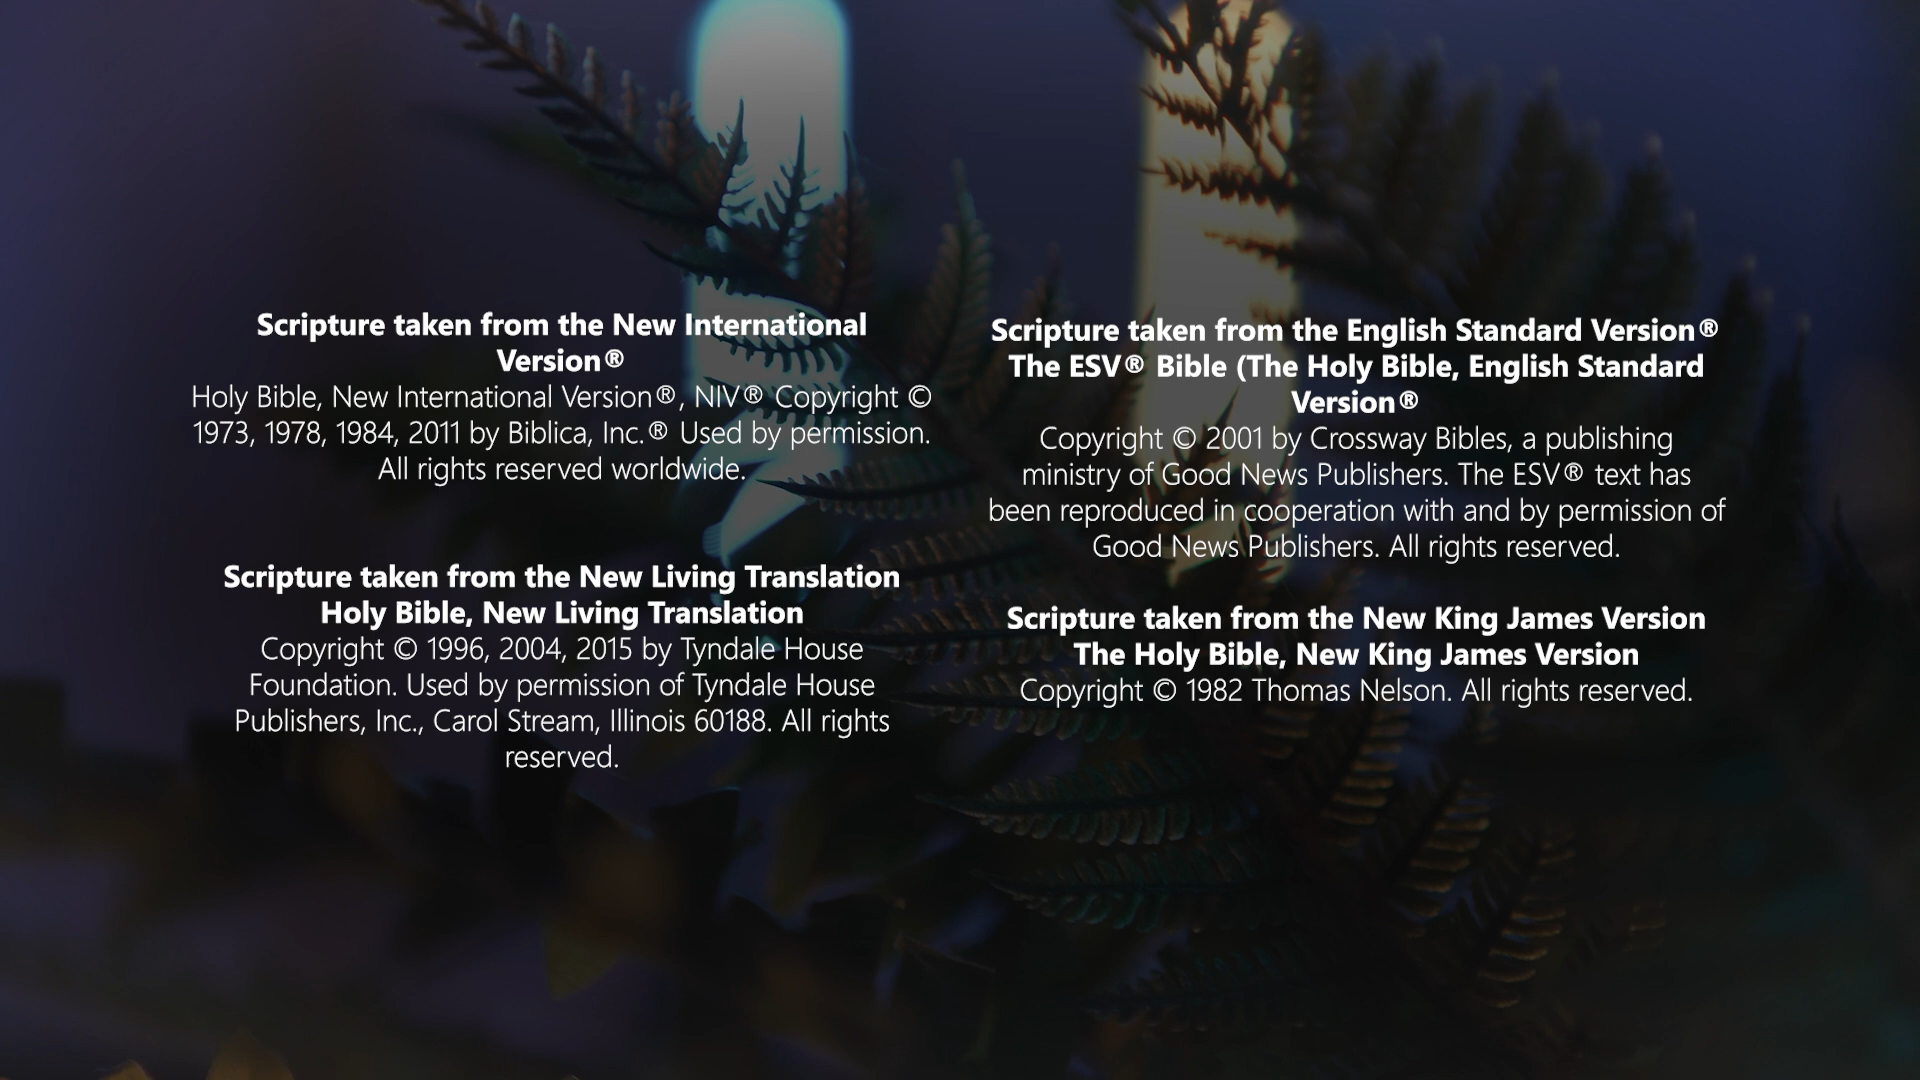 Scripture taken from the New International
Version®
Holy Bible, New International Version®, NIV® Copyright ©
1973, 1978, 1984, 2011 by Biblica, Inc.® Used by permission.
All rights reserved worldwide.
Scripture taken from the New Living Translation
Holy Bible, New Living Translation
Copyright © 1996, 2004, 2015 by Tyndale House
Foundation. Used by permission of Tyndale House
Publishers, Inc., Carol Stream, Illinois 60188. All rights
reserved.
Scripture taken from the English Standard Version®
The ESV® Bible (The Holy Bible, English Standard
Version®
Copyright © 2001 by Crossway Bibles, a publishing
ministry of Good News Publishers. The ESV® text has
been reproduced in cooperation with and by permission of
Good News Publishers. All rights reserved.
Scripture taken from the New King James Version
The Holy Bible, New King James Version
Copyright © 1982 Thomas Nelson. All rights reserved.